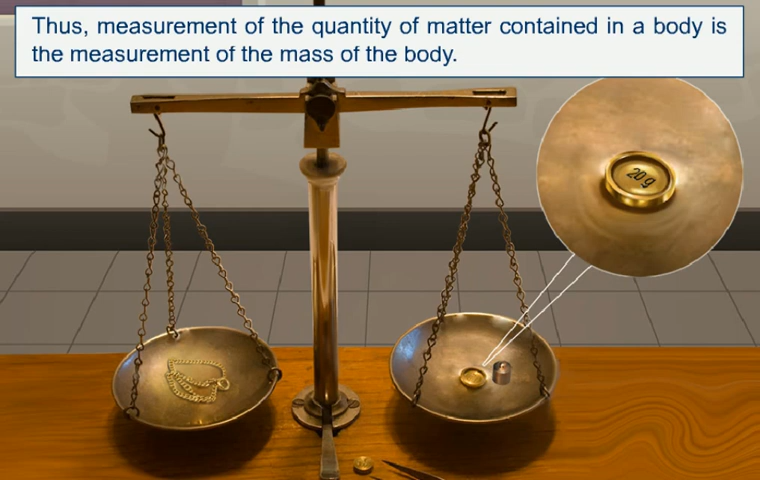 Thus, measurement of the quantity of matter contained in a body is
the measurement of the mass of the body.
20 g